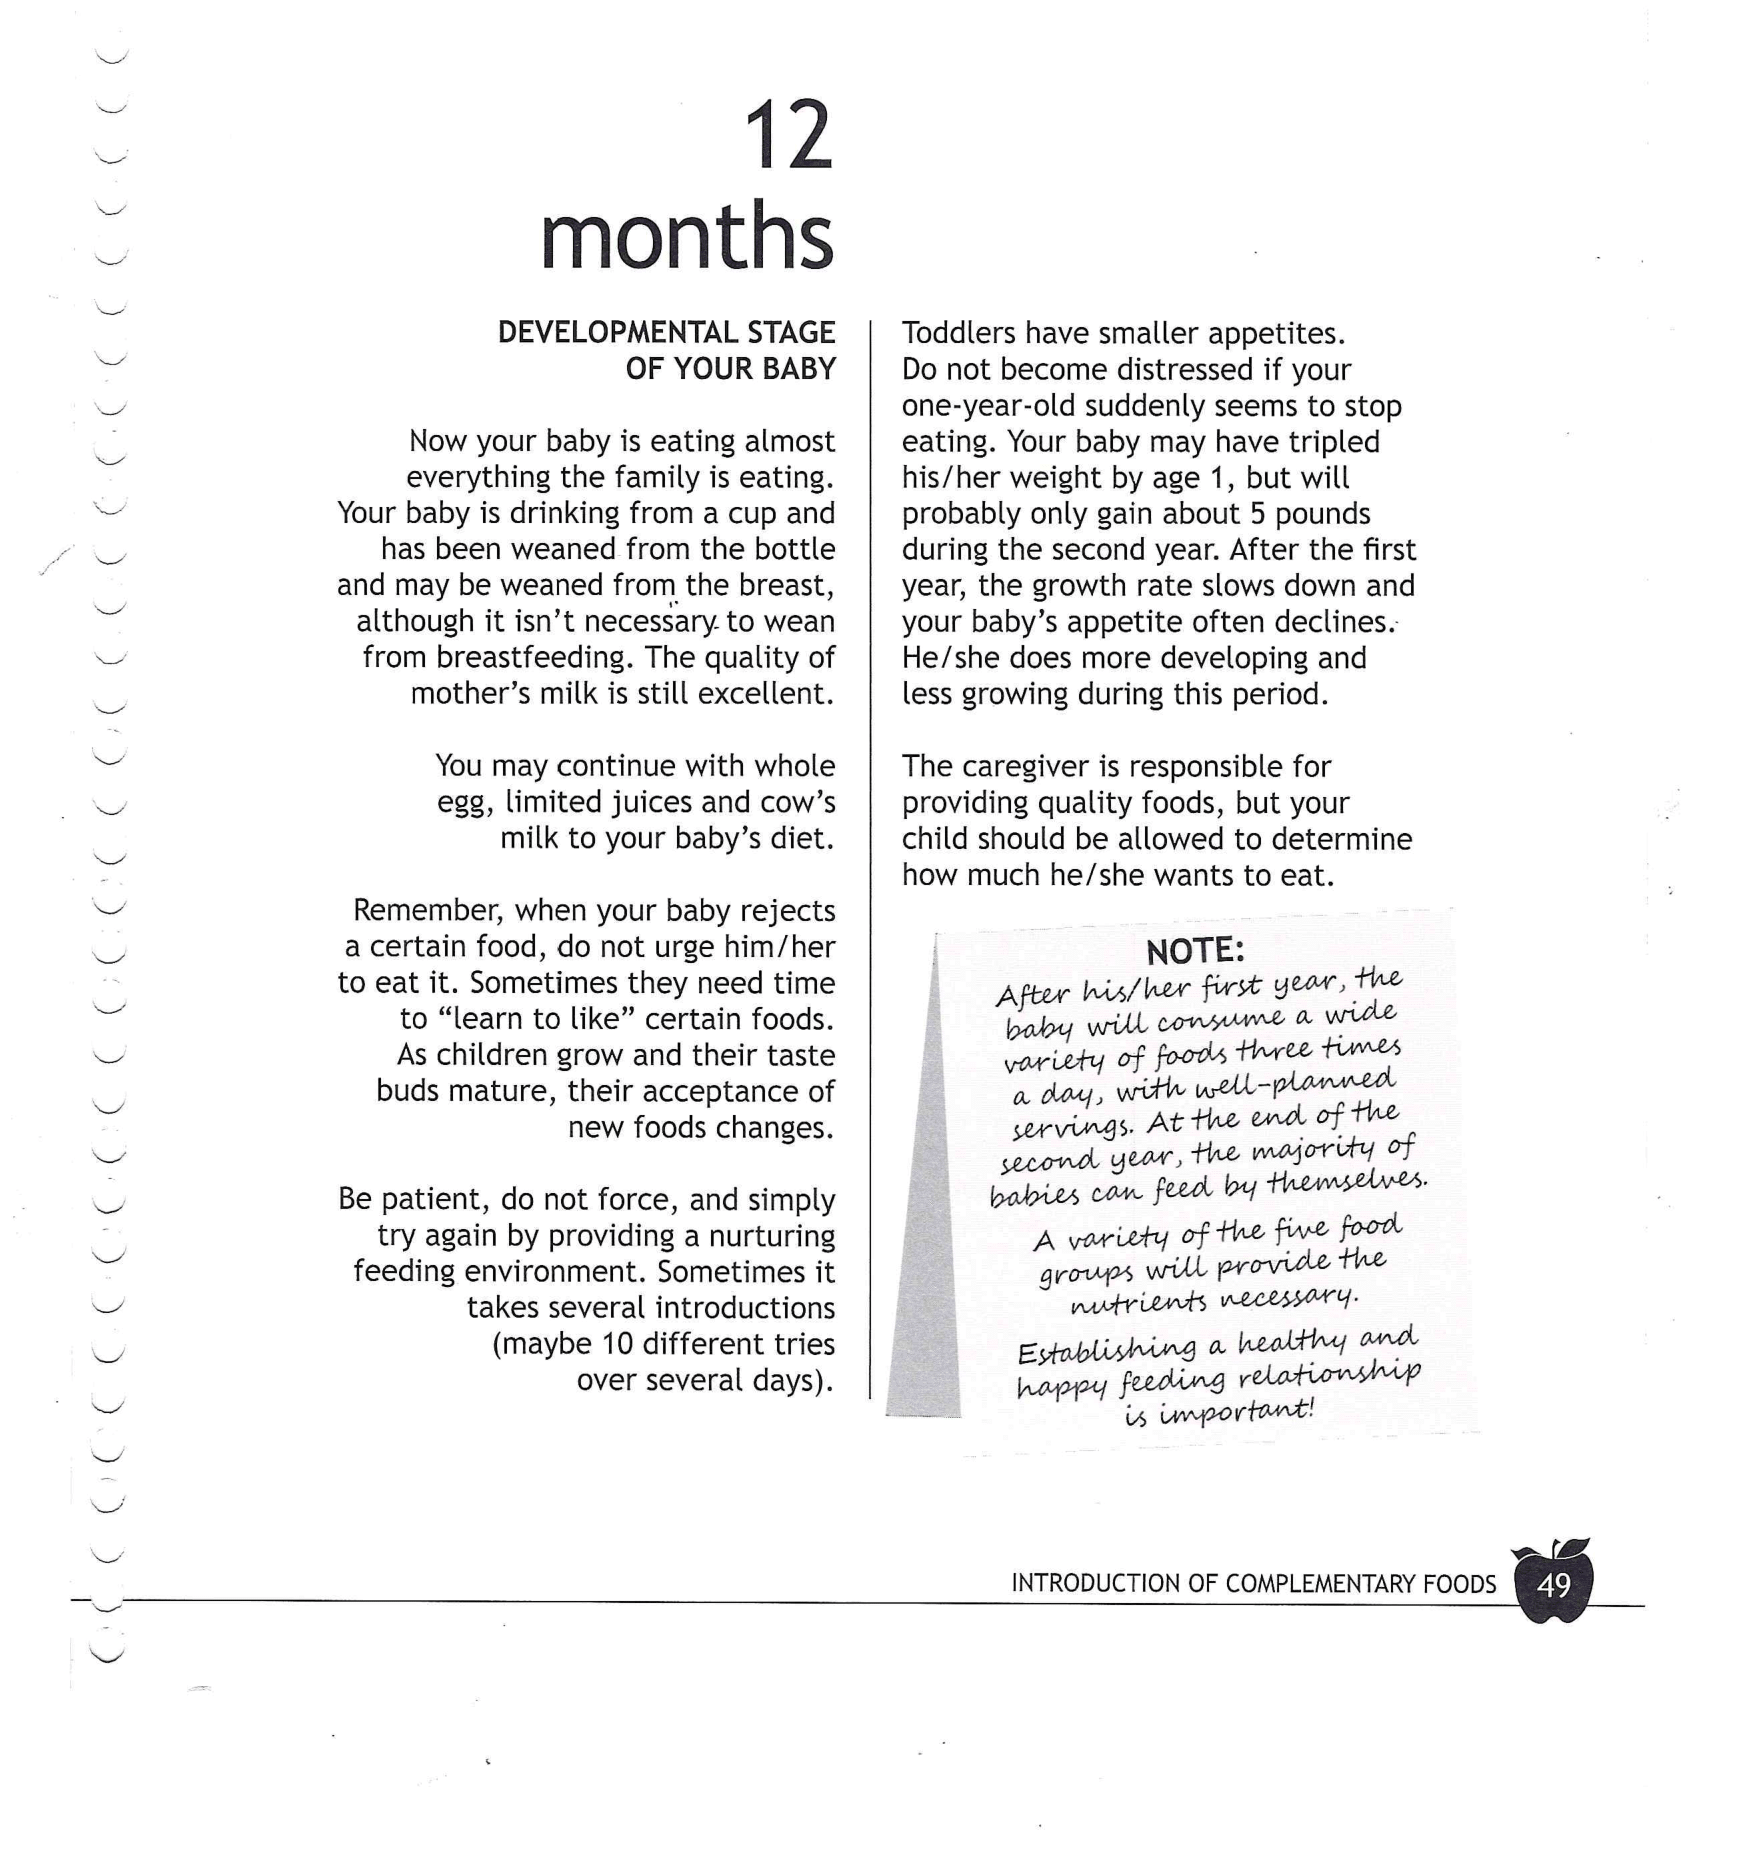 12
months
DEVELOPMENTAL STAGE
OF YOUR BABY
Now your baby is eating almost
everything the family is eating.
Your baby is drinking from a cup and
has been weaned from the bottle
and may be weaned from the breast,
although it isn't necessary to wean
from breastfeeding. The quality of
mother's milk is still excellent.
You may continue with whole
egg, limited juices and cow's
milk to your baby's diet.
Remember, when your baby rejects
a certain food, do not urge him/her
to eat it. Sometimes they need time
to “learn to like” certain foods.
As children grow and their taste
buds mature, their acceptance of
new foods changes.
Be patient, do not force, and simply
try again by providing a nurturing
feeding environment. Sometimes it
takes several introductions
(maybe 10 different tries
over several days).
Toddlers have smaller appetites.
Do not become distressed if your
one-year-old suddenly seems to stop
eating. Your baby may have tripled
his/her weight by age 1, but will
probably only gain about 5 pounds
during the second year. After the first
year, the growth rate slows down and
your baby's appetite often declines.
He/she does more developing and
less growing during this period.
The caregiver is responsible for
providing quality foods, but your
child should be allowed to determine
how much he/she wants to eat.
NOTE:
After his/her first year, the
baby will consume a wide
variety of foods three times
a day, with well-planned
servings. At the end of the
second year, the majority of
babies can feed by themselves.
A variety of the five food
groups will provide the
nutrients necessary.
Establishing a healthy and
happy feeding relationship
is important!
INTRODUCTION OF COMPLEMENTARY FOODS 49